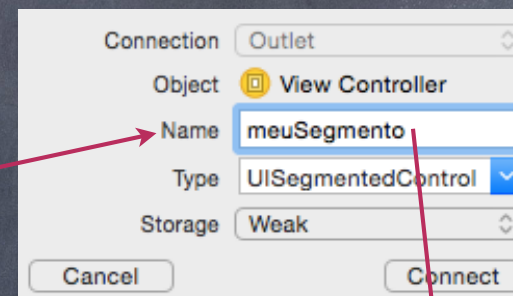 Connection Outlet
Object View Controller
Name meuSegmento
Type UISegmentedControl
Storage Weak
Cancel Connect